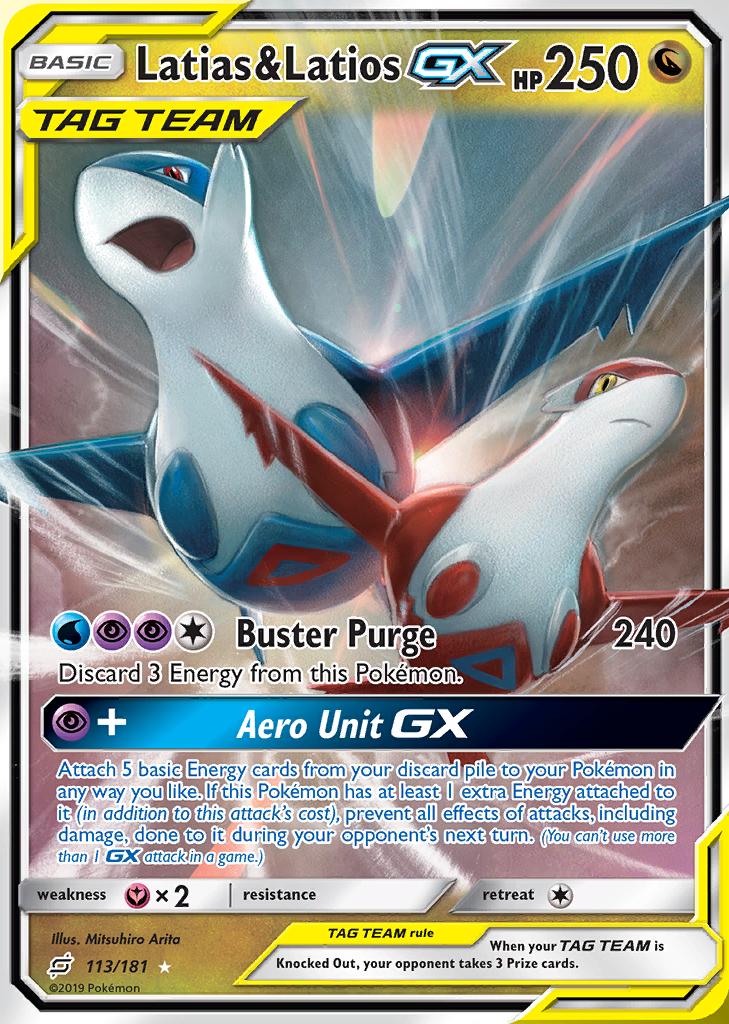 BASIC Latias&Latios GX HP 250
TAG TEAM
Buster Purge 240
Discard 3 Energy from this Pokémon.
+ Aero Unit GX
Attach 5 basic Energy cards from your discard pile to your Pokémon in
any way you like. If this Pokémon has at least 1 extra Energy attached to
it (in addition to this attack's cost), prevent all effects of attacks, including
damage, done to it during your opponent's next turn. (You can't use more
than 1 GX attack in a game.)
weakness × 2 resistance retreat
Illus. Mitsuhiro Arita
TAG TEAM rule
When your TAG TEAM is
Knocked Out, your opponent takes 3 Prize cards.
113/181
©2019 Pokémon